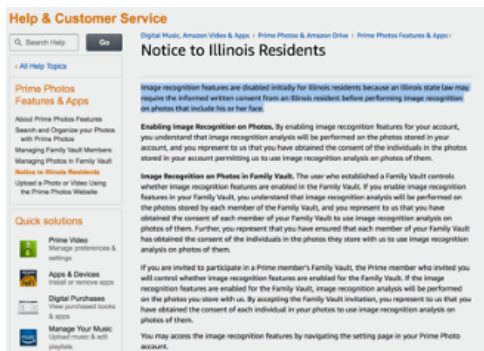 Help & Customer Service
Search Help
Go
‹ All Help Topics
Prime Photos
Features & Apps
About Prime Photos Features
Search and Organize your Photos
with Prime Photos
Managing Family Vault Members
Managing Photos in Family Vault
Notice to Illinois Residents
Upload a Photo or Video Using
the Prime Photos Website
Quick solutions
Prime Video
Manage preferences &
settings
Apps & Devices
Install or remove apps
Digital Purchases
View purchased books
& apps
Manage Your Music
Upload music & edit
playlists
Digital Music, Amazon Video & Apps › Prime Photos & Amazon Drive › Prime Photos Features & Apps›
Notice to Illinois Residents
Image recognition features are disabled initially for Illinois residents because an Illinois state law may
require the informed written consent from an Illinois resident before performing image recognition
on photos that include his or her face.
Enabling Image Recognition on Photos. By enabling image recognition features for your account,
you understand that image recognition analysis will be performed on the photos stored in your
account, and you represent to us that you have obtained the consent of the individuals in the photos
stored in your account permitting us to use image recognition analysis on photos of them.
Image Recognition on Photos in Family Vault. The user who established a Family Vault controls
whether image recognition features are enabled in the Family Vault. If you enable image recognition
features in your Family Vault, you understand that image recognition analysis will be performed on
the photos stored by each member of the Family Vault, and you represent to us that you have
obtained the consent of each member of your Family Vault to use image recognition analysis on
photos of them. Further, you represent that you have ensured that each member of your Family Vault
has obtained the consent of the individuals in the photos they store with us to use image recognition
analysis on photos of them.
If you are invited to participate in a Prime member's Family Vault, the Prime member who invited you
will control whether image recognition features are enabled for the Family Vault. If the image
recognition features are enabled for the Family Vault, image recognition analysis will be performed
on the photos you store with us. By accepting the Family Vault invitation, you represent to us that you
have obtained the consent of each individual in your photos to use image recognition analysis on
photos of them.
You may access the image recognition features by navigating the setting page in your Prime Photo
account.